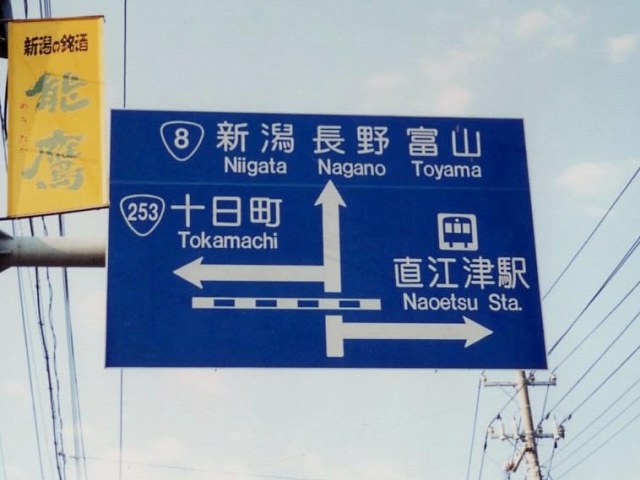 新潟の銘酒
能鷹
8 新潟 長野 富山
Niigata Nagano Toyama
253 十日町
Tokamachi
直江津駅
Naoetsu Sta.